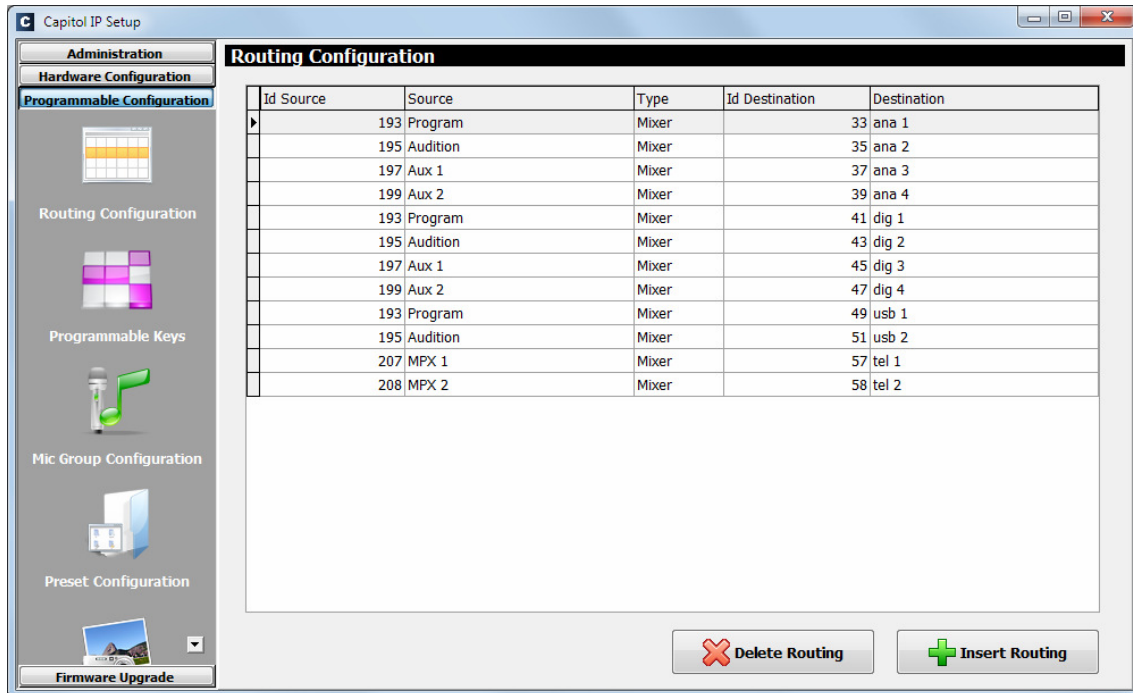 C Capitol IP Setup
Administration
Hardware Configuration
Programmable Configuration
Routing Configuration
Programmable Keys
Mic Group Configuration
Preset Configuration
Firmware Upgrade
Routing Configuration
Id Source Source Type Id Destination Destination
193 Program Mixer 33 ana 1
195 Audition Mixer 35 ana 2
197 Aux 1 Mixer 37 ana 3
199 Aux 2 Mixer 39 ana 4
193 Program Mixer 41 dig 1
195 Audition Mixer 43 dig 2
197 Aux 1 Mixer 45 dig 3
199 Aux 2 Mixer 47 dig 4
193 Program Mixer 49 usb 1
195 Audition Mixer 51 usb 2
207 MPX 1 Mixer 57 tel 1
208 MPX 2 Mixer 58 tel 2
Delete Routing Insert Routing